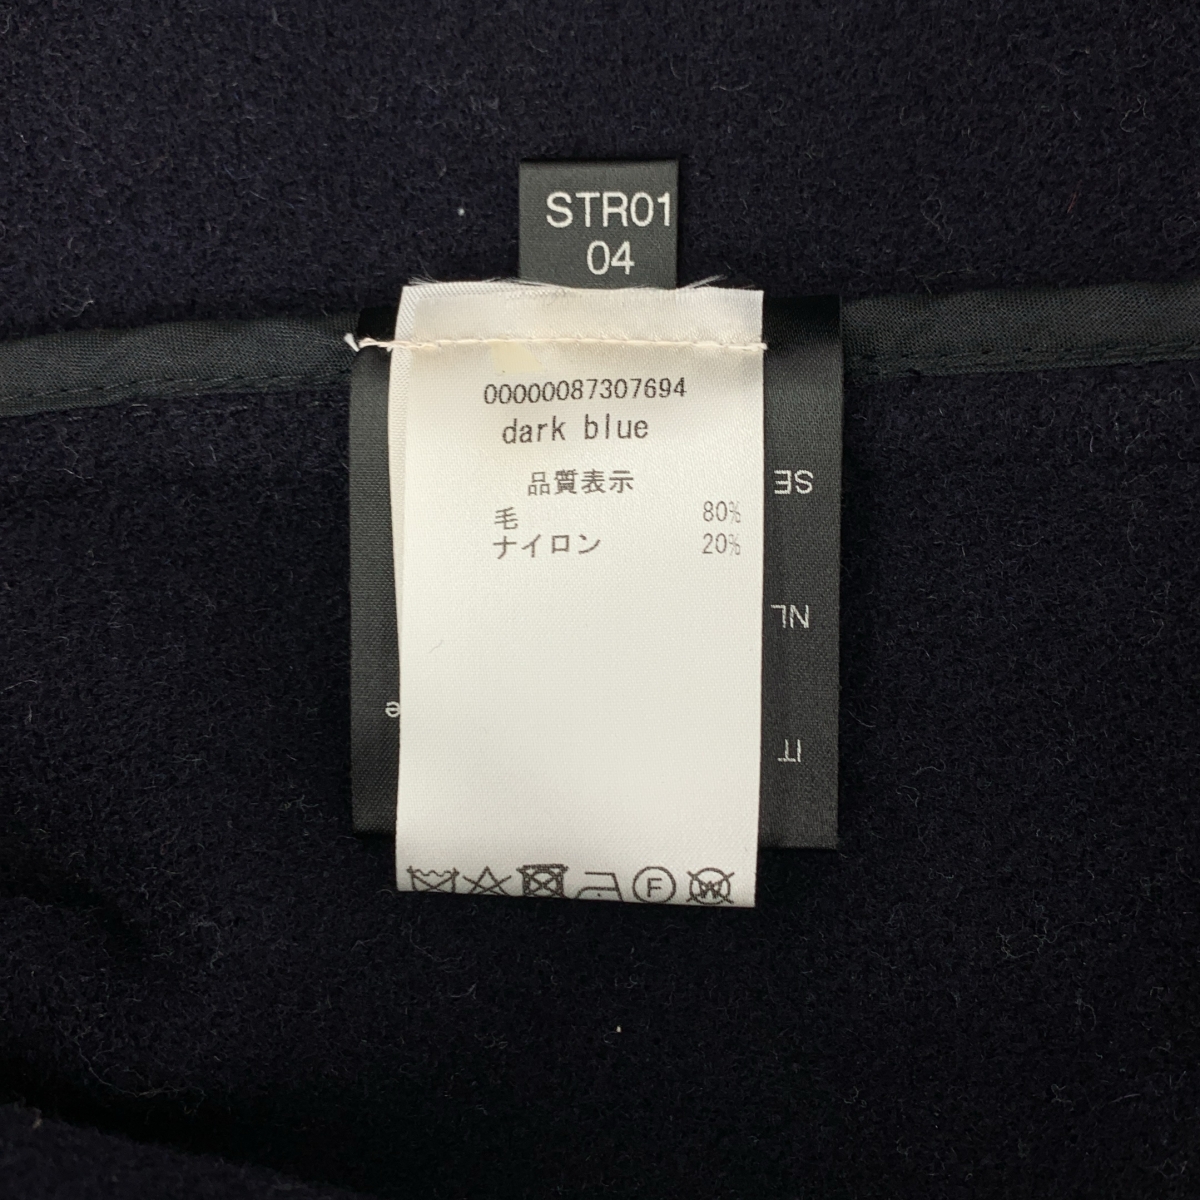 STR01
04
00000087307694
dark blue
品質表示
毛 80%
ナイロン 20%
SE
NL
IT
e
F
W